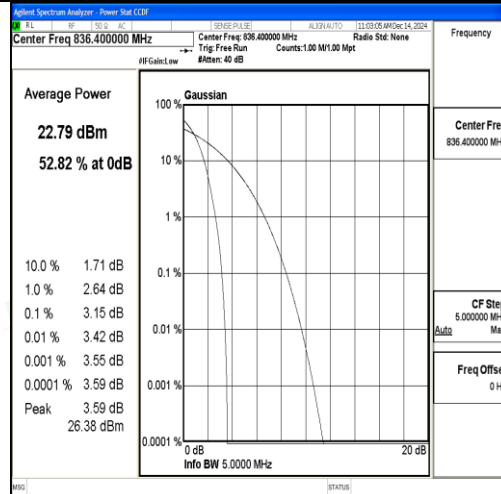 Agilent Spectrum Analyzer - Power Stat CCDF
RL RF 50 Ω AC SENSE:PULSE ALIGN AUTO 11:03:05 AM Dec 14, 2024
Center Freq 836.400000 MHz
Center Freq: 836.400000 MHz Radio Std: None
Trig: Free Run Counts:1.00 M/1.00 Mpt
#IFGain:Low #Atten: 40 dB
Frequency
Average Power
22.79 dBm
52.82 % at 0dB
10.0 % 1.71 dB
1.0 % 2.64 dB
0.1 % 3.15 dB
0.01 % 3.42 dB
0.001 % 3.55 dB
0.0001 % 3.59 dB
Peak 3.59 dB
26.38 dBm
Gaussian
100 %
10 %
1 %
0.1 %
0.01 %
0.001 %
0.0001 %
0 dB 20 dB
Info BW 5.0000 MHz
Center Fre
836.400000 MH
CF Ste
5.000000 MH
Auto Ma
Freq Offse
0 H
MSG STATUS